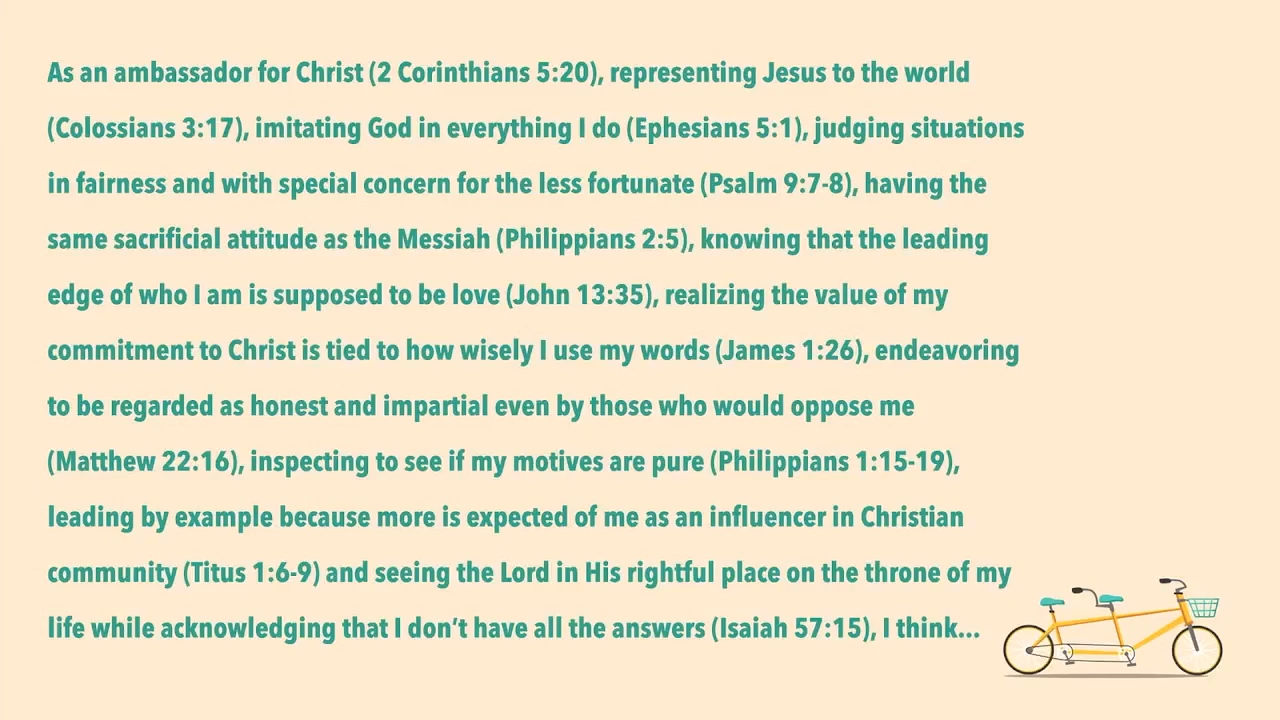 As an ambassador for Christ (2 Corinthians 5:20), representing Jesus to the world
(Colossians 3:17), imitating God in everything I do (Ephesians 5:1), judging situations
in fairness and with special concern for the less fortunate (Psalm 9:7-8), having the
same sacrificial attitude as the Messiah (Philippians 2:5), knowing that the leading
edge of who I am is supposed to be love (John 13:35), realizing the value of my
commitment to Christ is tied to how wisely I use my words (James 1:26), endeavoring
to be regarded as honest and impartial even by those who would oppose me
(Matthew 22:16), inspecting to see if my motives are pure (Philippians 1:15-19),
leading by example because more is expected of me as an influencer in Christian
community (Titus 1:6-9) and seeing the Lord in His rightful place on the throne of my
life while acknowledging that I don’t have all the answers (Isaiah 57:15), I think...